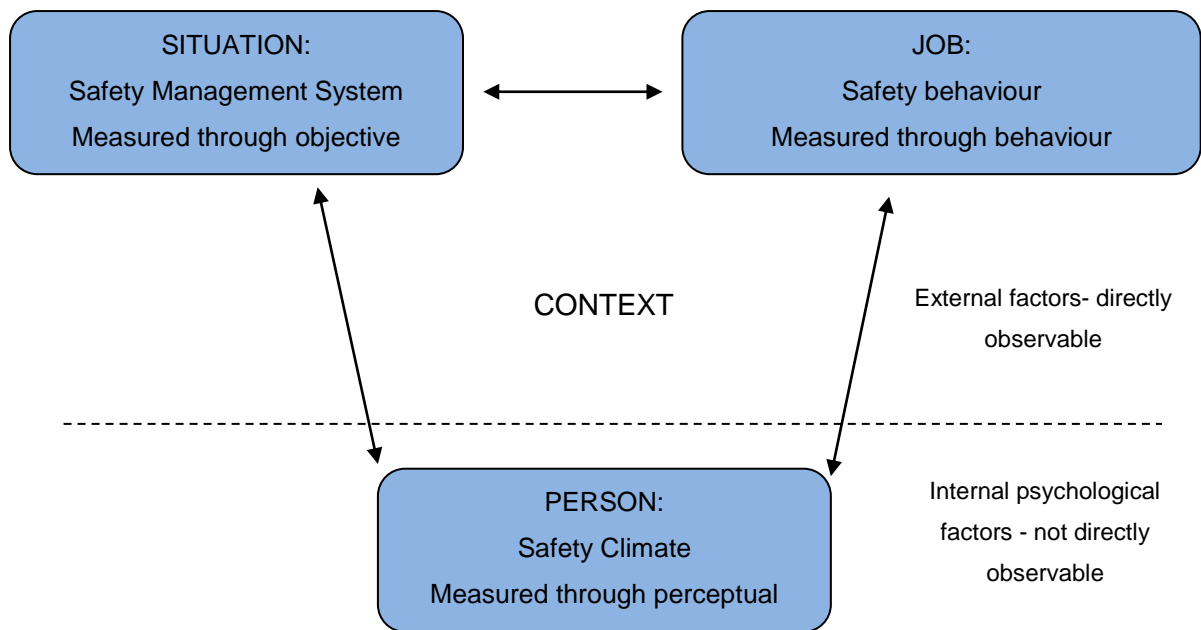 SITUATION:
Safety Management System
Measured through objective
JOB:
Safety behaviour
Measured through behaviour
CONTEXT
External factors- directly
observable
PERSON:
Safety Climate
Measured through perceptual
Internal psychological
factors - not directly
observable